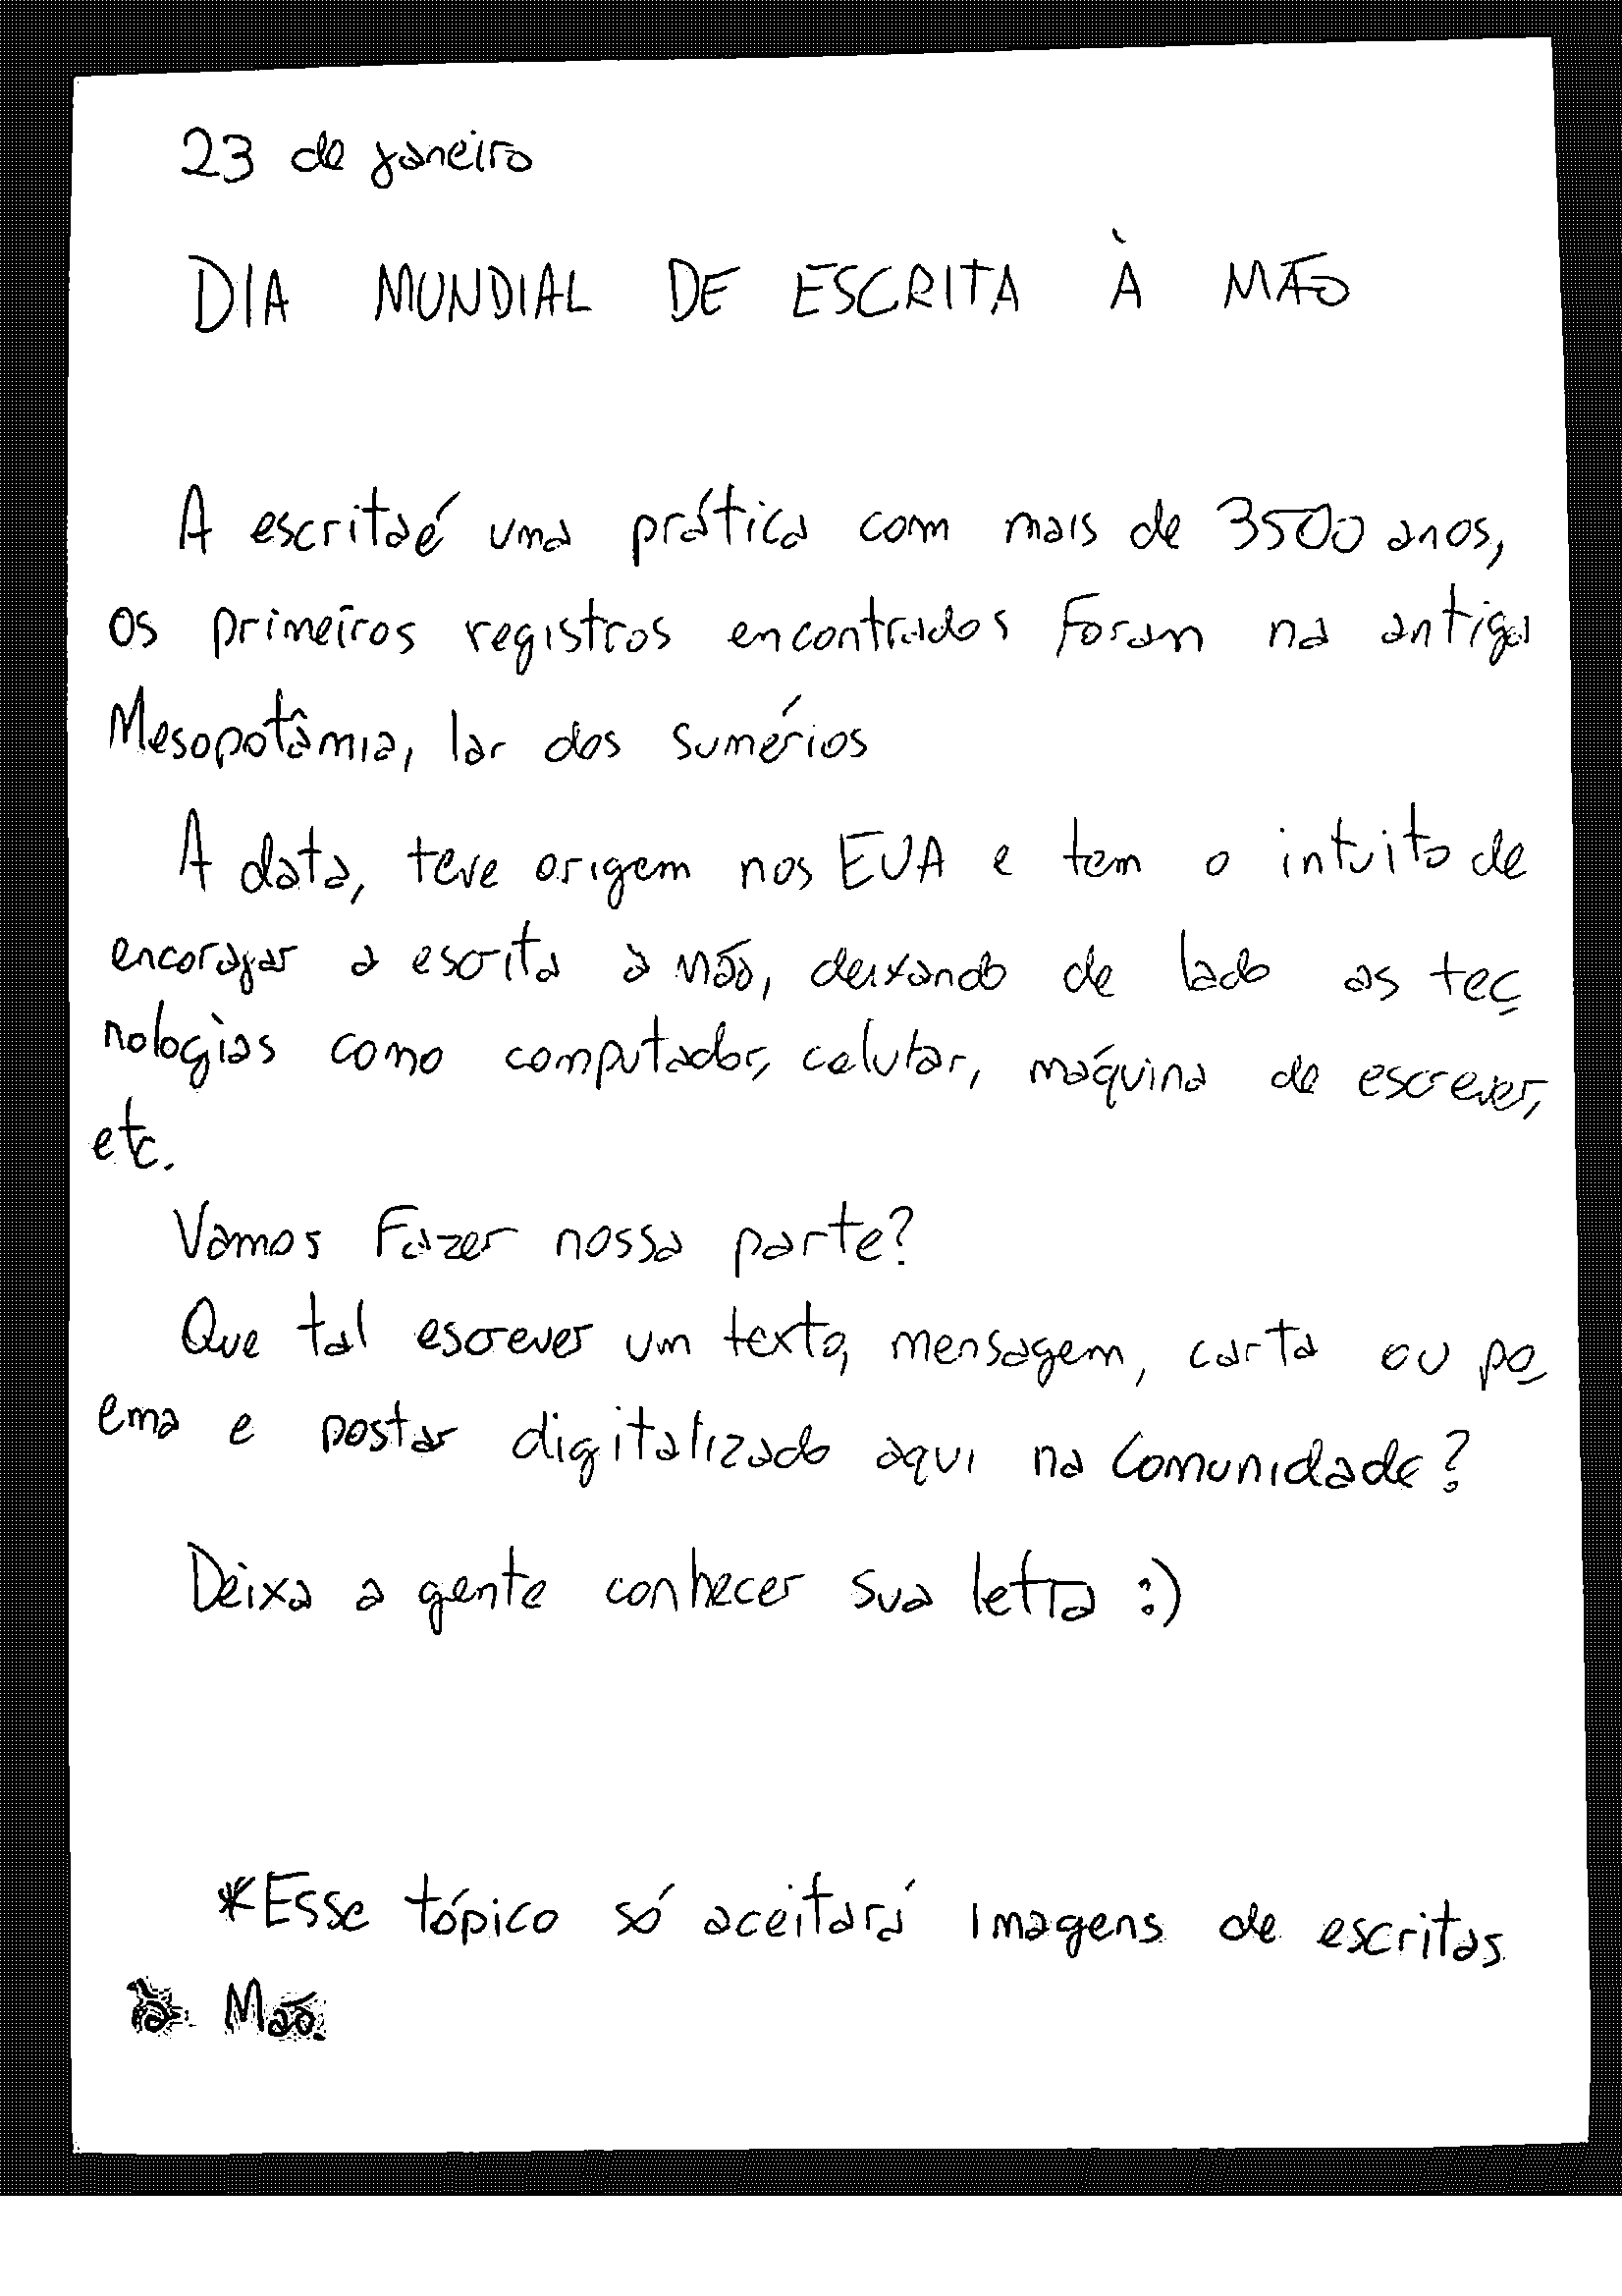 23 de janeiro
DIA MUNDIAL DE ESCRITA À MÃO
A escrita é uma prática com mais de 3500 anos,
os primeiros registros encontrados foram na antiga
Mesopotâmia, lar dos sumérios
A data, teve origem nos EUA e tem o intuito de
encorajar a escrita à mão, deixando de lado as tec
nologias como computador, celular, máquina de escrever,
etc.
Vamos fazer nossa parte?
Que tal escrever um texto, mensagem, carta ou po
ema e postar digitalizado aqui na comunidade?
Deixa a gente conhecer sua letra :)
*Esse tópico só aceitará imagens de escritas
à mão.